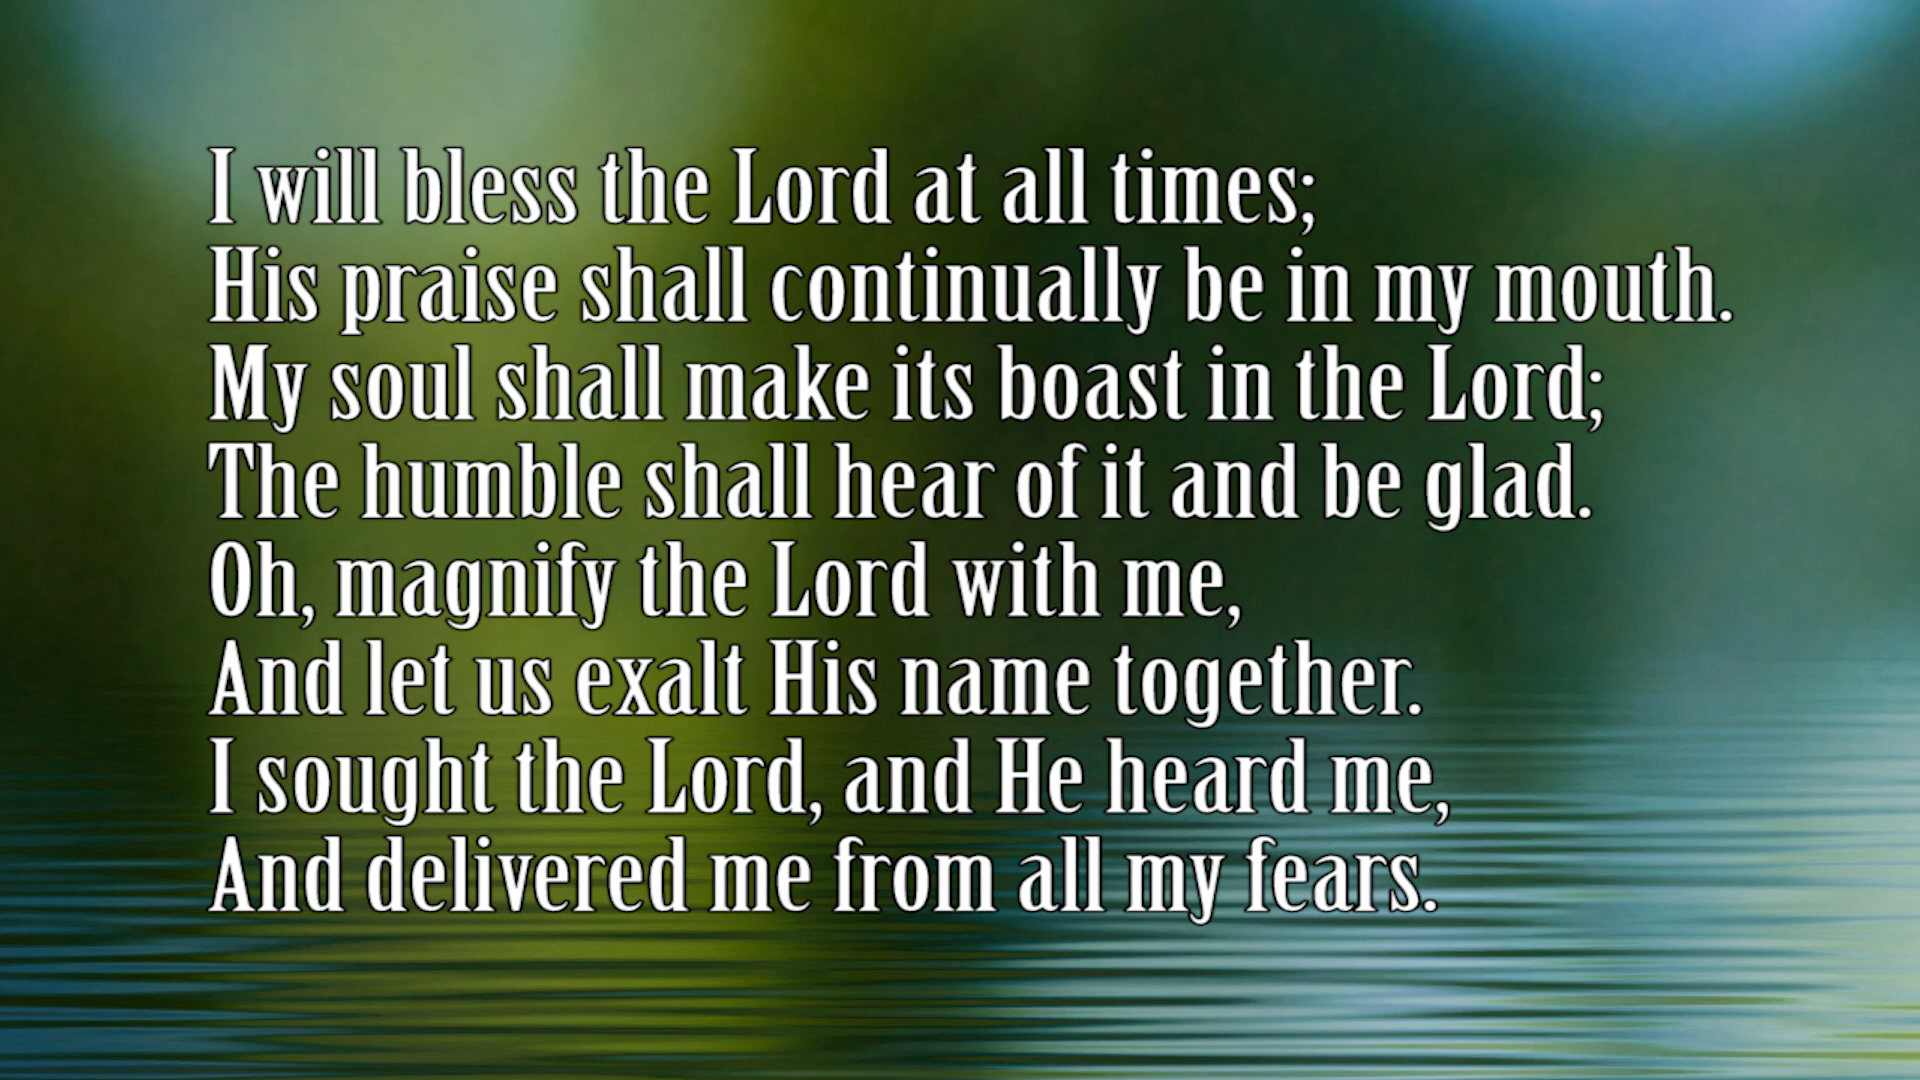 I will bless the Lord at all times;
His praise shall continually be in my mouth.
My soul shall make its boast in the Lord;
The humble shall hear of it and be glad.
Oh, magnify the Lord with me,
And let us exalt His name together.
I sought the Lord, and He heard me,
And delivered me from all my fears.